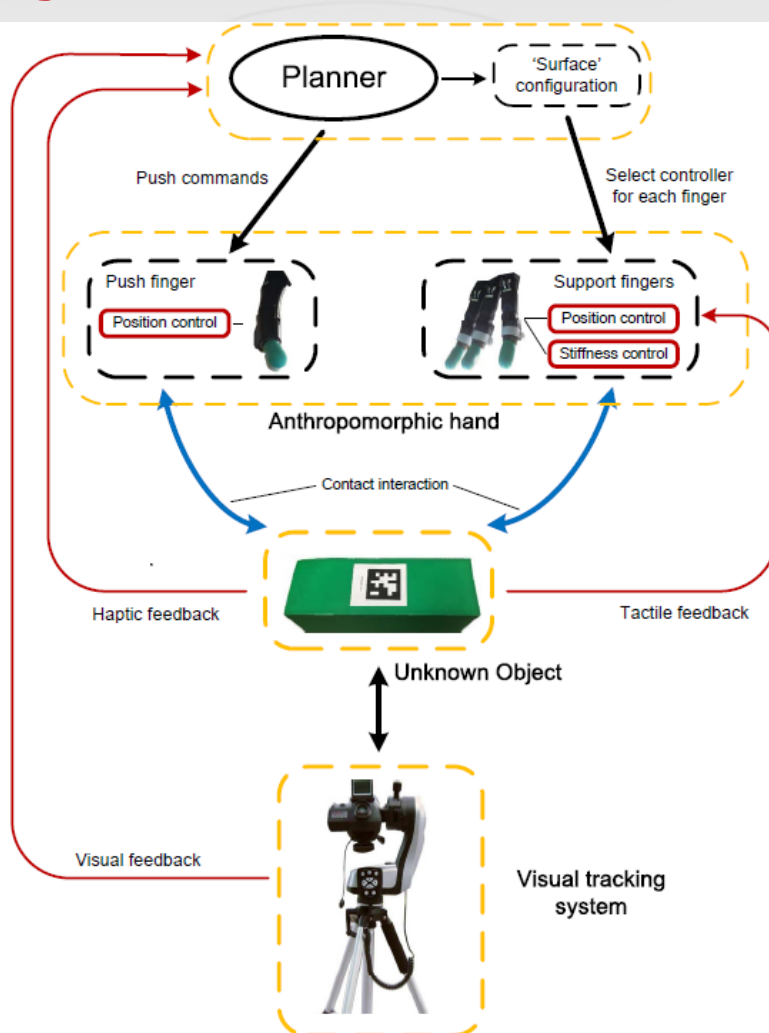 Planner
‘Surface’
configuration
Push commands
Select controller
for each finger
Push finger
Position control
Support fingers
Position control
Stiffness control
Anthropomorphic hand
Contact interaction
Haptic feedback
Tactile feedback
Unknown Object
Visual feedback
Visual tracking
system